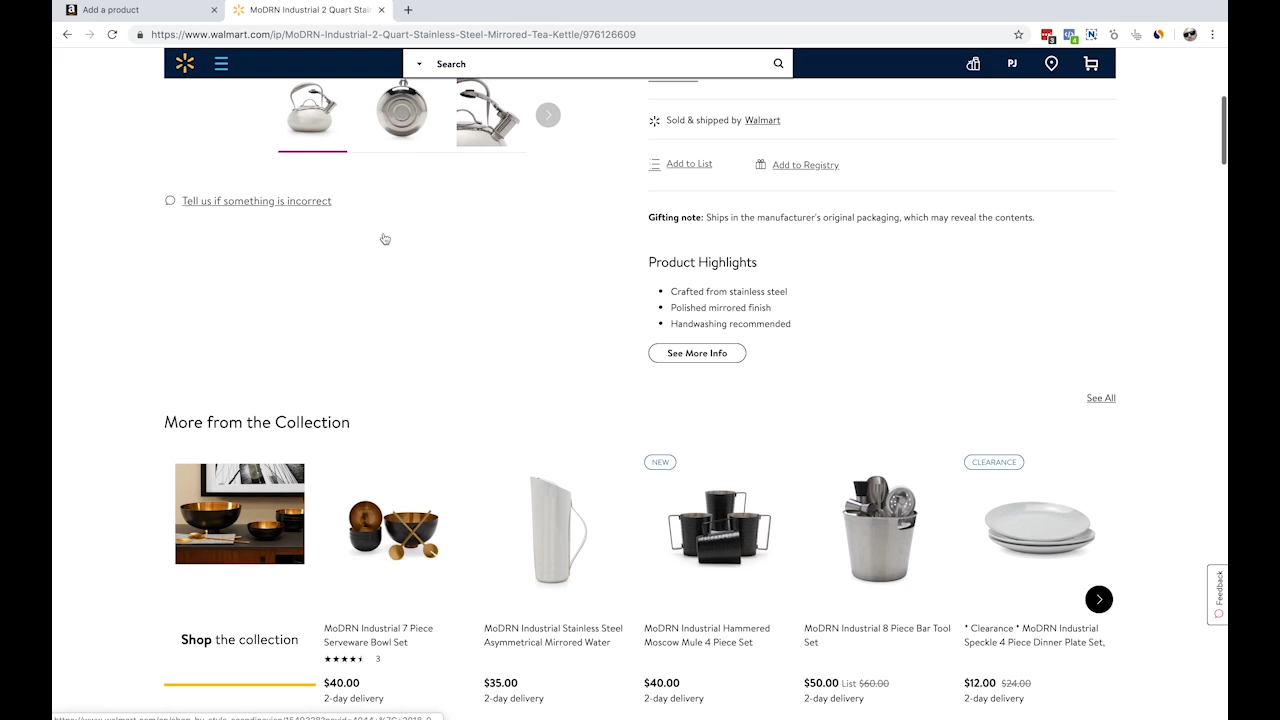 Add a product
MoDRN Industrial 2 Quart Stain
https://www.walmart.com/ip/MoDRN-Industrial-2-Quart-Stainless-Steel-Mirrored-Tea-Kettle/976126609
Search
PJ
Sold & shipped by Walmart
Add to List
Add to Registry
Tell us if something is incorrect
Gifting note: Ships in the manufacturer's original packaging, which may reveal the contents.
Product Highlights
• Crafted from stainless steel
• Polished mirrored finish
• Handwashing recommended
See More Info
See All
More from the Collection
NEW
CLEARANCE
Feedback
Shop the collection
MoDRN Industrial 7 Piece
Serveware Bowl Set
3
$40.00
2-day delivery
MoDRN Industrial Stainless Steel
Asymmetrical Mirrored Water
$35.00
2-day delivery
MoDRN Industrial Hammered
Moscow Mule 4 Piece Set
$40.00
2-day delivery
MoDRN Industrial 8 Piece Bar Tool
Set
$50.00 List $60.00
2-day delivery
* Clearance * MoDRN Industrial
Speckle 4 Piece Dinner Plate Set,
$12.00 $24.00
2-day delivery